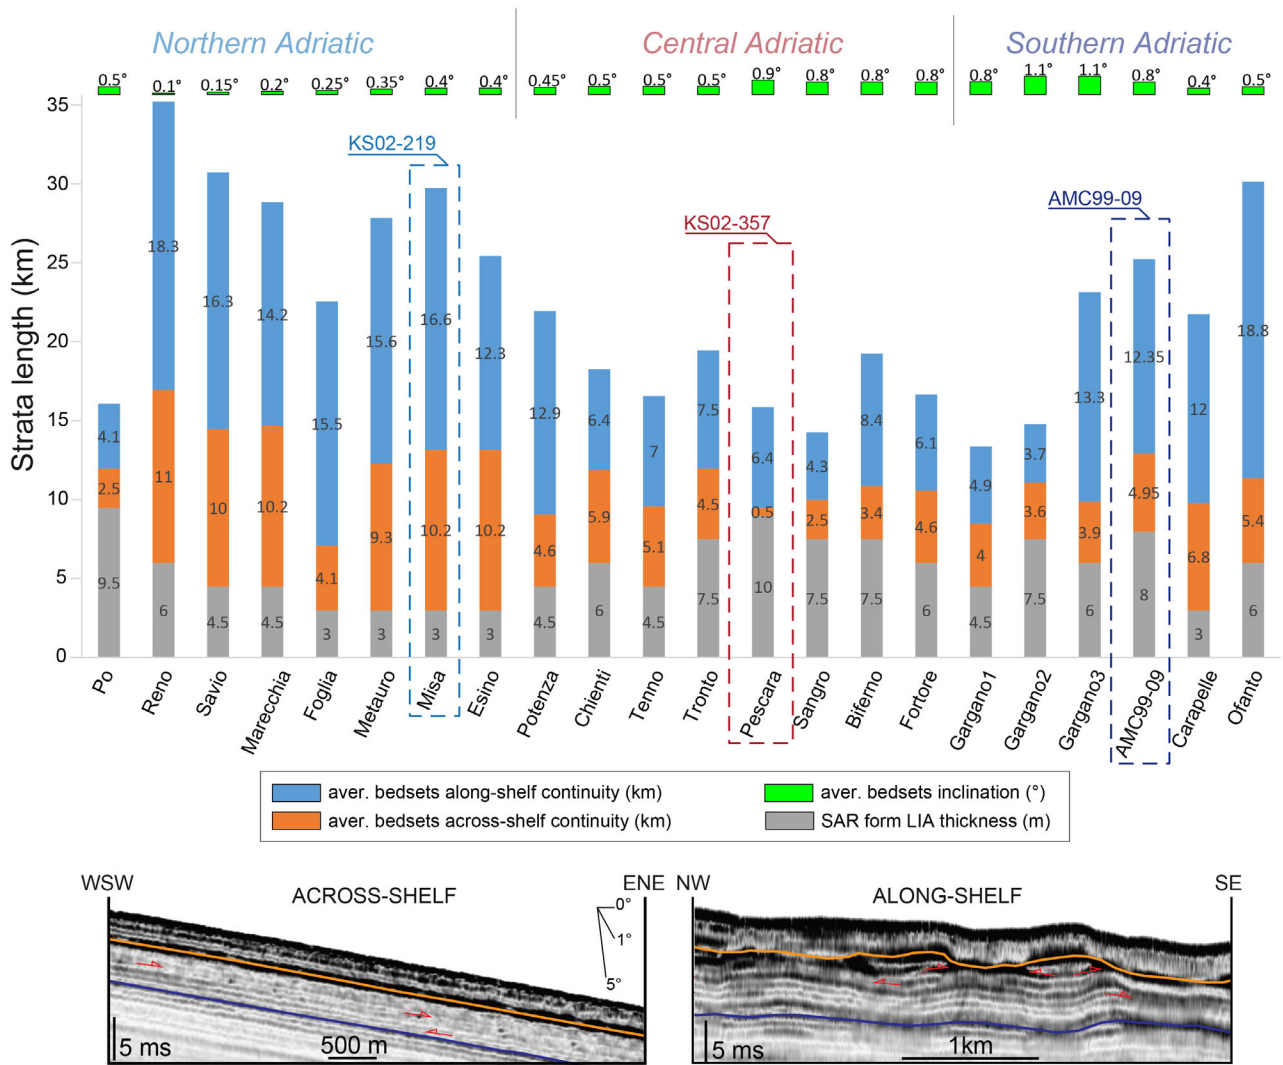 Northern Adriatic
Central Adriatic
Southern Adriatic
0.5° 0.1° 0.15° 0.2° 0.25° 0.35° 0.4° 0.4° 0.45° 0.5° 0.5° 0.5° 0.9° 0.8° 0.8° 0.8° 0.8° 1.1° 1.1° 0.8° 0.4° 0.5°
KS02-219
KS02-357
AMC99-09
Strata length (km)
35
30
25
20
15
10
5
0
4.1 18.3 16.3 14.2 15.5 15.6 16.6 12.3 12.9 6.4 7 7.5 6.4 4.3 8.4 6.1 4.9 3.7 13.3 12.35 12 18.8
2.5 11 10 10.2 4.1 9.3 10.2 10.2 4.6 5.9 5.1 4.5 0.5 2.5 3.4 4.6 4 3.6 3.9 4.95 6.8 5.4
9.5 6 4.5 4.5 3 3 3 3 4.5 6 4.5 7.5 10 7.5 7.5 6 4.5 7.5 6 8 3 6
Po
Reno
Savio
Marecchia
Foglia
Metauro
Misa
Esino
Potenza
Chienti
Tenno
Tronto
Pescara
Sangro
Biferno
Fortore
Gargano1
Gargano2
Gargano3
AMC99-09
Carapelle
Ofanto
aver. bedsets along-shelf continuity (km)
aver. bedsets inclination (°)
aver. bedsets across-shelf continuity (km)
SAR form LIA thickness (m)
WSW
ACROSS-SHELF
ENE
0°
1°
5°
5 ms
500 m
NW
ALONG-SHELF
SE
5 ms
1km